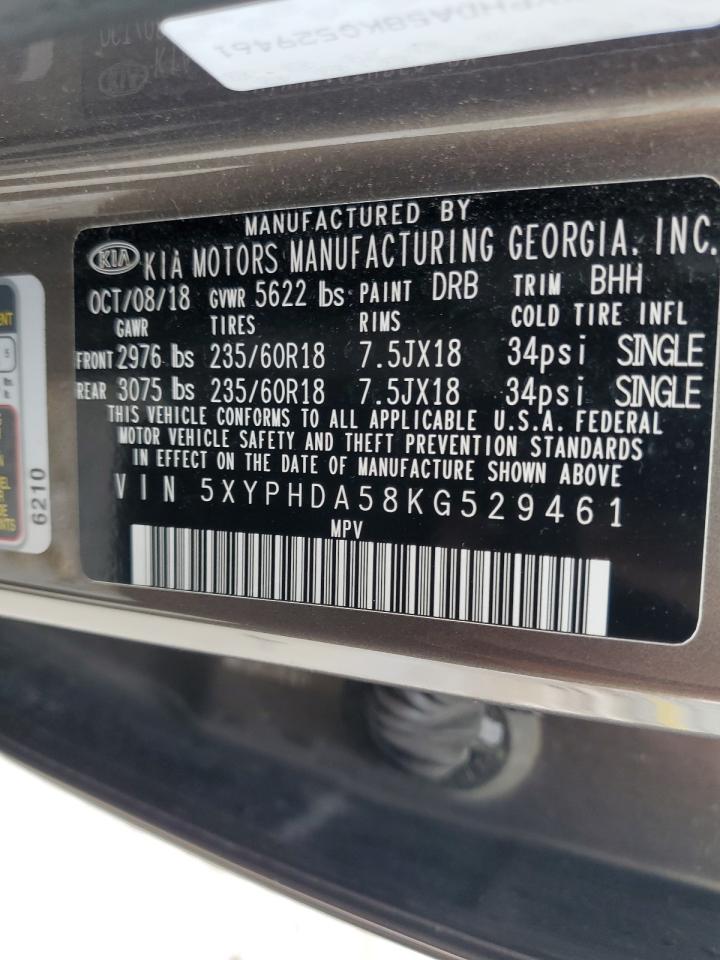 MANUFACTURED BY
KIA KIA MOTORS MANUFACTURING GEORGIA, INC.
OCT/08/18 GVWR 5622 lbs PAINT DRB TRIM BHH
GAWR TIRES RIMS COLD TIRE INFL
FRONT 2976 lbs 235/60R18 7.5JX18 34psi SINGLE
REAR 3075 lbs 235/60R18 7.5JX18 34psi SINGLE
THIS VEHICLE CONFORMS TO ALL APPLICABLE U.S.A. FEDERAL
MOTOR VEHICLE SAFETY AND THEFT PREVENTION STANDARDS
IN EFFECT ON THE DATE OF MANUFACTURE SHOWN ABOVE
VIN 5XYPHDA58KG529461
MPV
6210